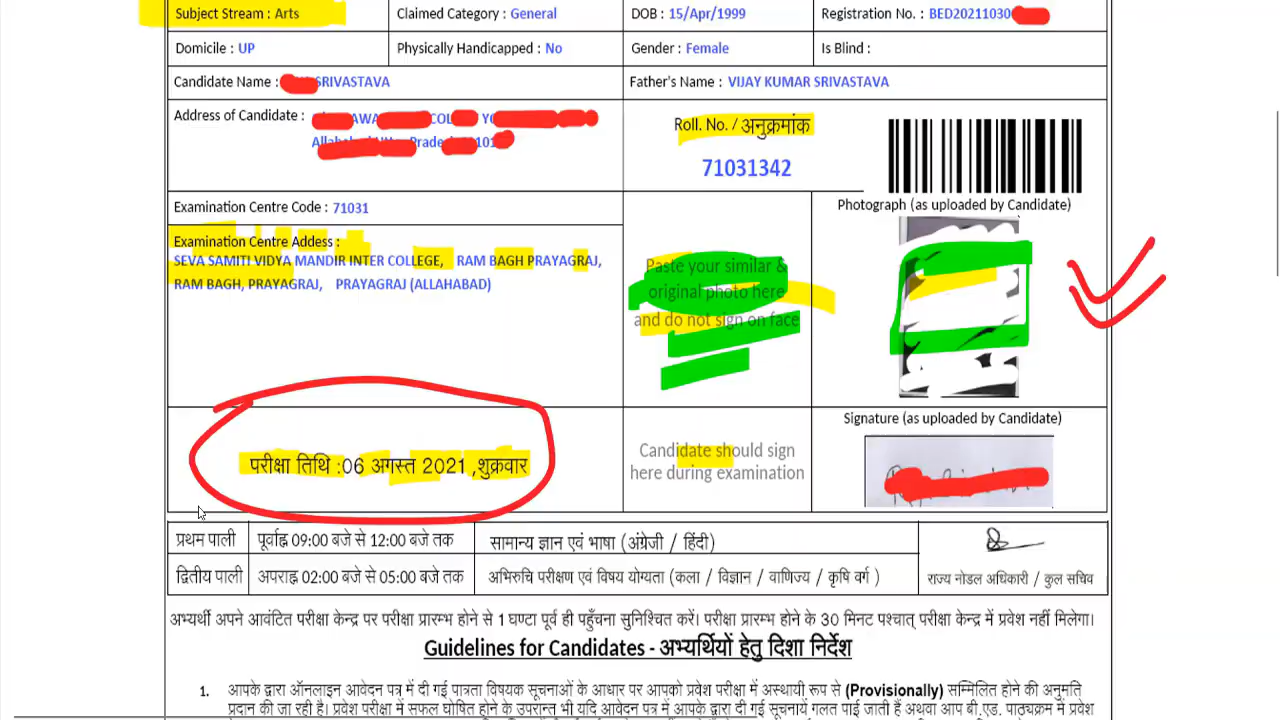 Subject Stream : Arts
Claimed Category : General
DOB : 15/Apr/1999
Registration No. : BED20211030
Domicile : UP
Physically Handicapped : No
Gender : Female
Is Blind :
Candidate Name : SRIVASTAVA
Father's Name : VIJAY KUMAR SRIVASTAVA
Address of Candidate :
Roll. No. / अनुक्रमांक
71031342
Examination Centre Code : 71031
Photograph (as uploaded by Candidate)
Examination Centre Addess :
SEVA SAMITI VIDYA MANDIR INTER COLLEGE, RAM BAGH PRAYAGRAJ,
RAM BAGH, PRAYAGRAJ, PRAYAGRAJ (ALLAHABAD)
Paste your similar &
original photo here
and do not sign on face
परीक्षा तिथि :06 अगस्त 2021 ,शुक्रवार
Candidate should sign
here during examination
Signature (as uploaded by Candidate)
प्रथम पाली पूर्वाह्न 09:00 बजे से 12:00 बजे तक सामान्य ज्ञान एवं भाषा (अंग्रेजी / हिंदी)
द्वितीय पाली अपराह्न 02:00 बजे से 05:00 बजे तक अभिरुचि परीक्षण एवं विषय योग्यता (कला / विज्ञान / वाणिज्य / कृषि वर्ग )
राज्य नोडल अधिकारी / कुल सचिव
अभ्यर्थी अपने आवंटित परीक्षा केन्द्र पर परीक्षा प्रारम्भ होने से 1 घण्टा पूर्व ही पहुँचना सुनिश्चित करें। परीक्षा प्रारम्भ होने के 30 मिनट पश्चात् परीक्षा केन्द्र में प्रवेश नहीं मिलेगा।
Guidelines for Candidates - अभ्यर्थियों हेतु दिशा निर्देश
1. आपके द्वारा ऑनलाइन आवेदन पत्र में दी गई पात्रता विषयक सूचनाओं के आधार पर आपको प्रवेश परीक्षा में अस्थायी रूप से (Provisionally) सम्मिलित होने की अनुमति
प्रदान की जा रही है। प्रवेश परीक्षा में सफल घोषित होने के उपरान्त भी यदि आवेदन पत्र में आपके द्वारा दी गई सूचनायें गलत पाई जाती हैं अथवा आप बी.एड. पाठ्यक्रम में प्रवेश